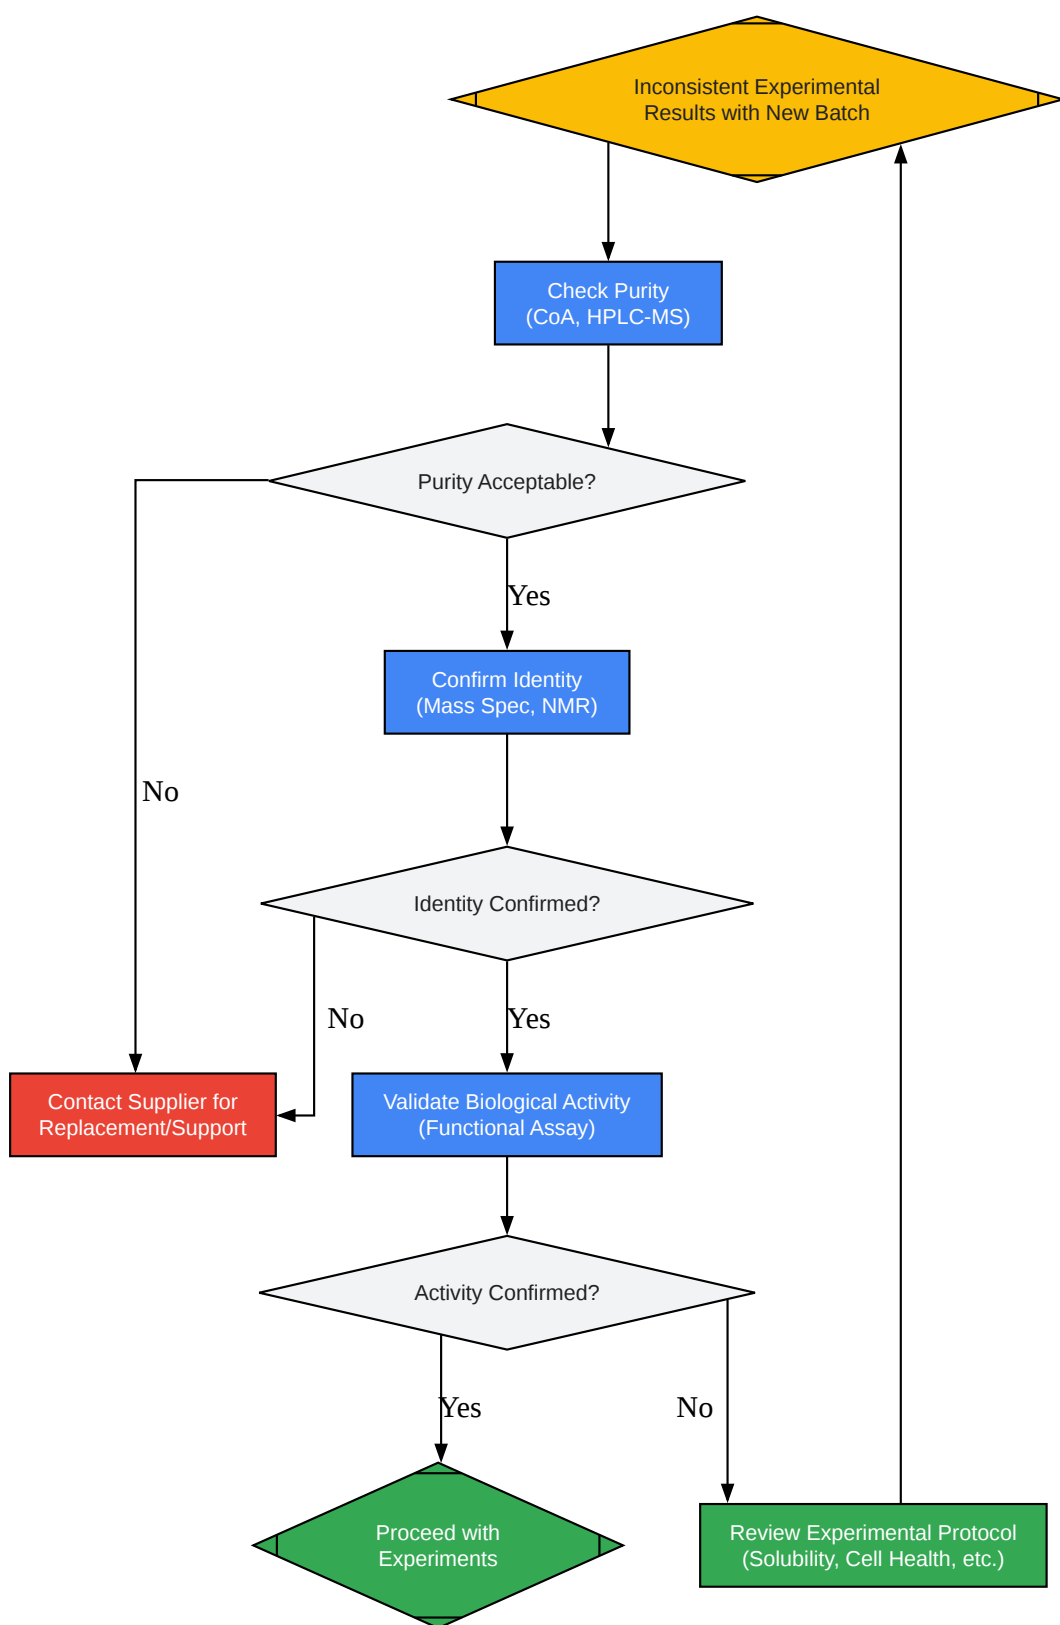 Inconsistent Experimental
Results with New Batch
Check Purity
(CoA, HPLC-MS)
Purity Acceptable?
Yes
Confirm Identity
(Mass Spec, NMR)
No
Identity Confirmed?
No
Yes
Contact Supplier for
Replacement/Support
Validate Biological Activity
(Functional Assay)
Activity Confirmed?
Yes
No
Proceed with
Experiments
Review Experimental Protocol
(Solubility, Cell Health, etc.)